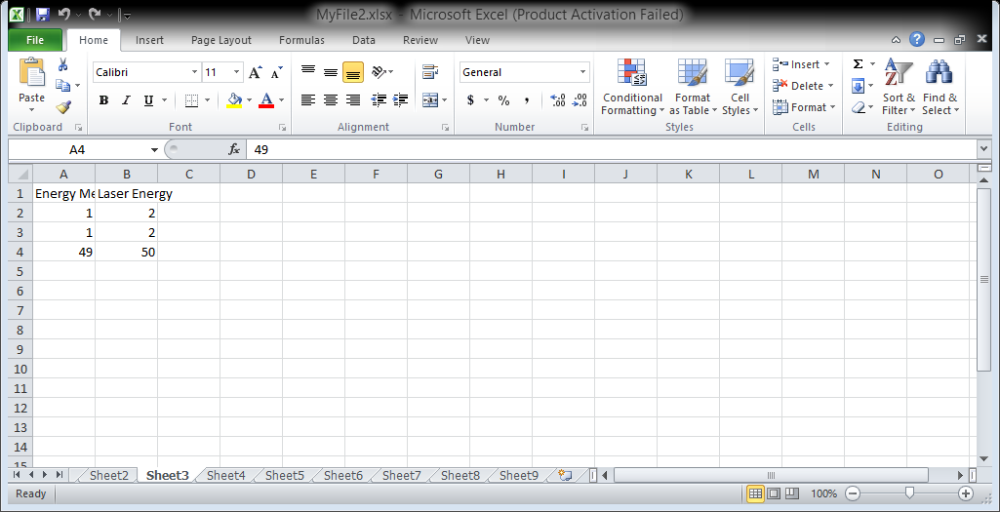 MyFile2.xlsx - Microsoft Excel (Product Activation Failed)
File Home Insert Page Layout Formulas Data Review View
Calibri 11 General Insert Σ
Paste B I U A $ % , .0 .00 Conditional Formatting Format as Table Cell Styles Delete Sort & Filter Find & Select
Format
Clipboard Font Alignment Number Styles Cells Editing
A4 fx 49
A B C D E F G H I J K L M N O
1 Energy Me Laser Energy
2 1 2
3 1 2
4 49 50
5
6
7
8
9
10
11
12
13
14
15
Sheet2 Sheet3 Sheet4 Sheet5 Sheet6 Sheet7 Sheet8 Sheet9
Ready 100%